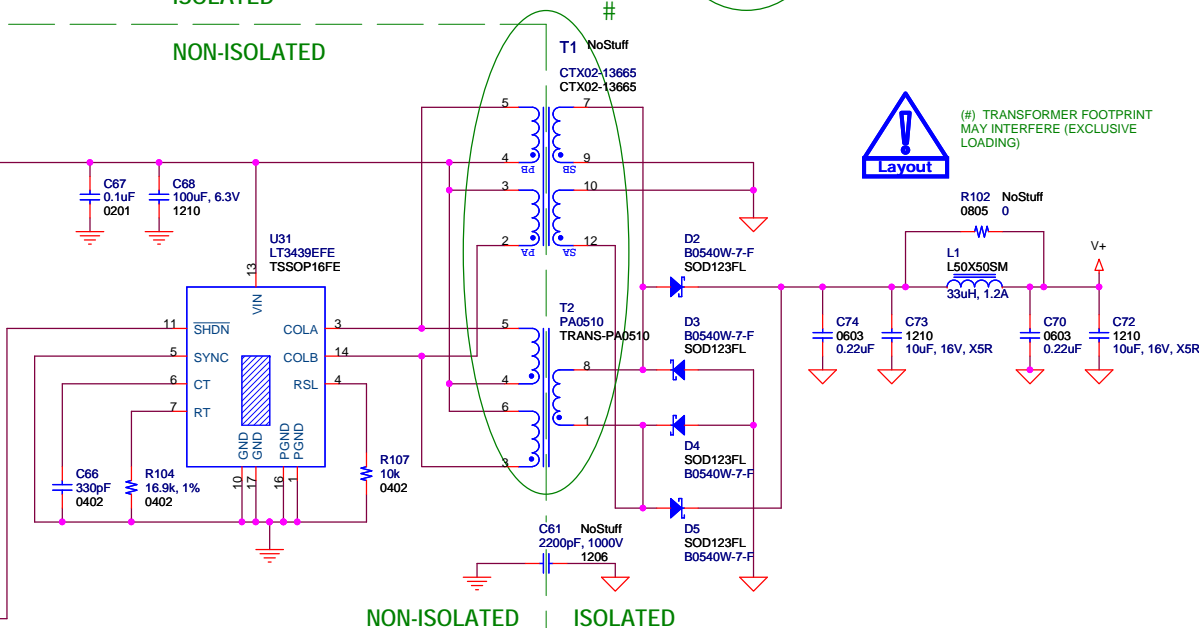 ISOLATED
#
NON-ISOLATED
T1 NoStuff
CTX02-13665
CTX02-13665
5
7
4
9
PB
SB
3
10
2
12
PA
SA
(#) TRANSFORMER FOOTPRINT
MAY INTERFERE (EXCLUSIVE
LOADING)
!
Layout
C67
0.1uF
0201
C68
100uF, 6.3V
1210
R102 NoStuff
0805 0
U31
LT3439EFE
TSSOP16FE
13
VIN
11
SHDN
5
SYNC
6
CT
7
RT
COLA
3
COLB
14
RSL
4
GND
GND
PGND
PGND
10
17
16
1
D2
B0540W-7-F
SOD123FL
L1
L50X50SM
33uH, 1.2A
V+
T2
PA0510
TRANS-PA0510
5
4
6
3
8
1
D3
B0540W-7-F
SOD123FL
C74
0603
0.22uF
C73
1210
10uF, 16V, X5R
C70
0603
0.22uF
C72
1210
10uF, 16V, X5R
D4
SOD123FL
B0540W-7-F
C66
330pF
0402
R104
16.9k, 1%
0402
R107
10k
0402
D5
SOD123FL
B0540W-7-F
C61 NoStuff
2200pF, 1000V
1206
NON-ISOLATED
ISOLATED